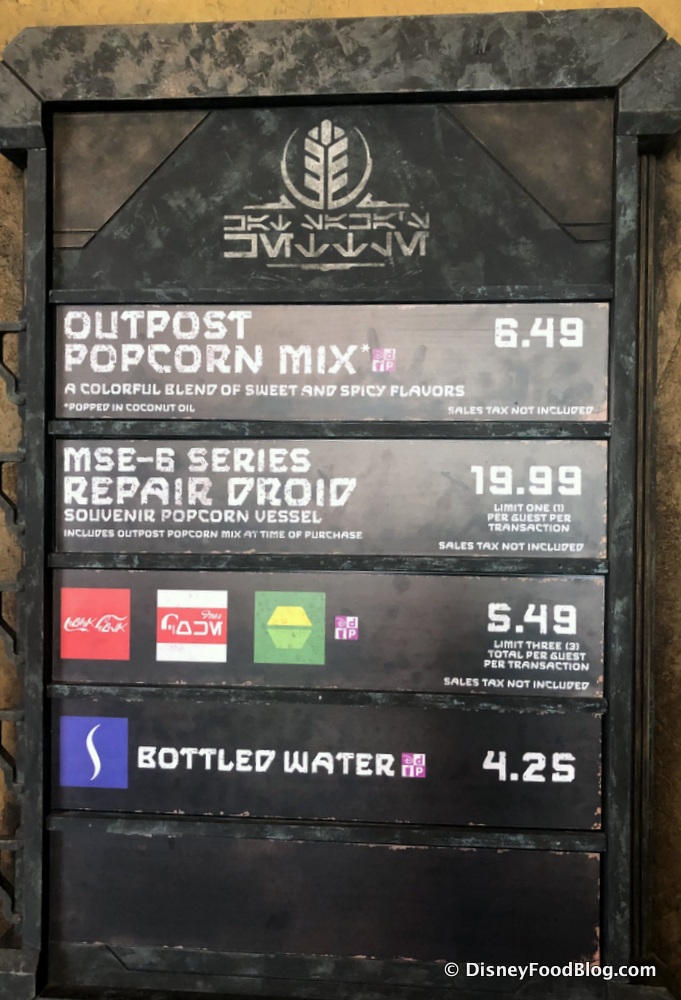 OUTPOST
POPCORN MIX*
6.49
A COLORFUL BLEND OF SWEET AND SPICY FLAVORS
*POPPED IN COCONUT OIL
SALES TAX NOT INCLUDED
MSE-6 SERIES
REPAIR DROID
SOUVENIR POPCORN VESSEL
INCLUDES OUTPOST POPCORN MIX AT TIME OF PURCHASE
19.99
LIMIT ONE (1)
PER GUEST PER
TRANSACTION
SALES TAX NOT INCLUDED
5.49
LIMIT THREE (3)
TOTAL PER GUEST
PER TRANSACTION
SALES TAX NOT INCLUDED
BOTTLED WATER
4.25
© DisneyFoodBlog.com